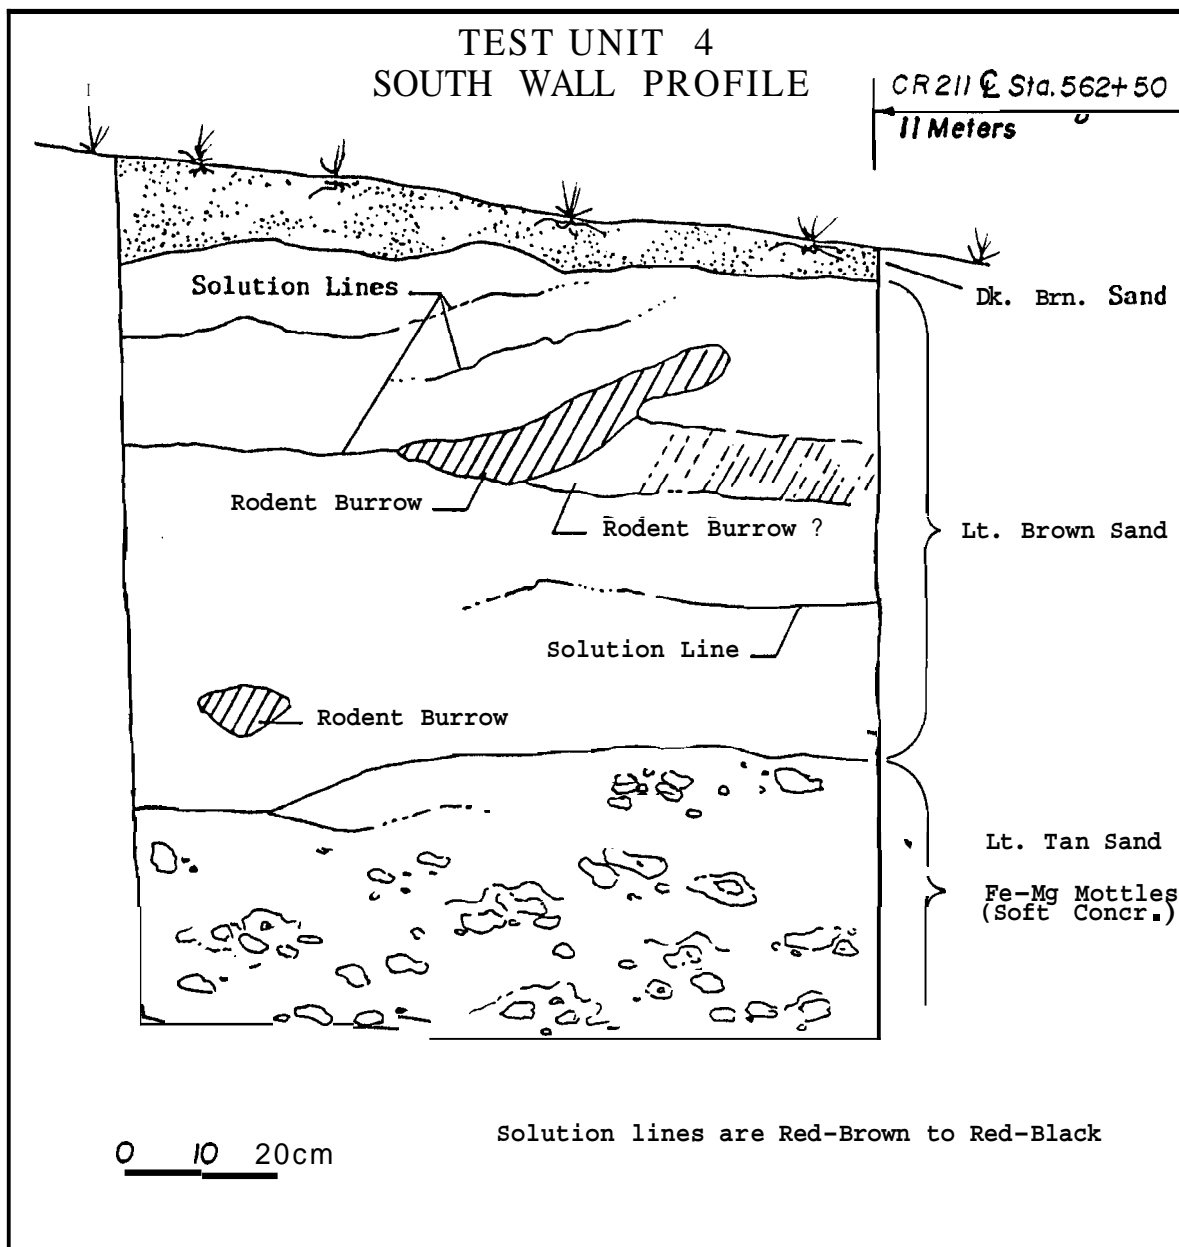 TEST UNIT 4
SOUTH WALL PROFILE
CR211 ℄ Sta. 562+50
11 Meters
Solution Lines
Dk. Brn. Sand
Rodent Burrow
Rodent Burrow ?
Lt. Brown Sand
Solution Line
Rodent Burrow
Lt. Tan Sand
Fe-Mg Mottles
(Soft Concr.)
Solution lines are Red-Brown to Red-Black
0 10 20cm